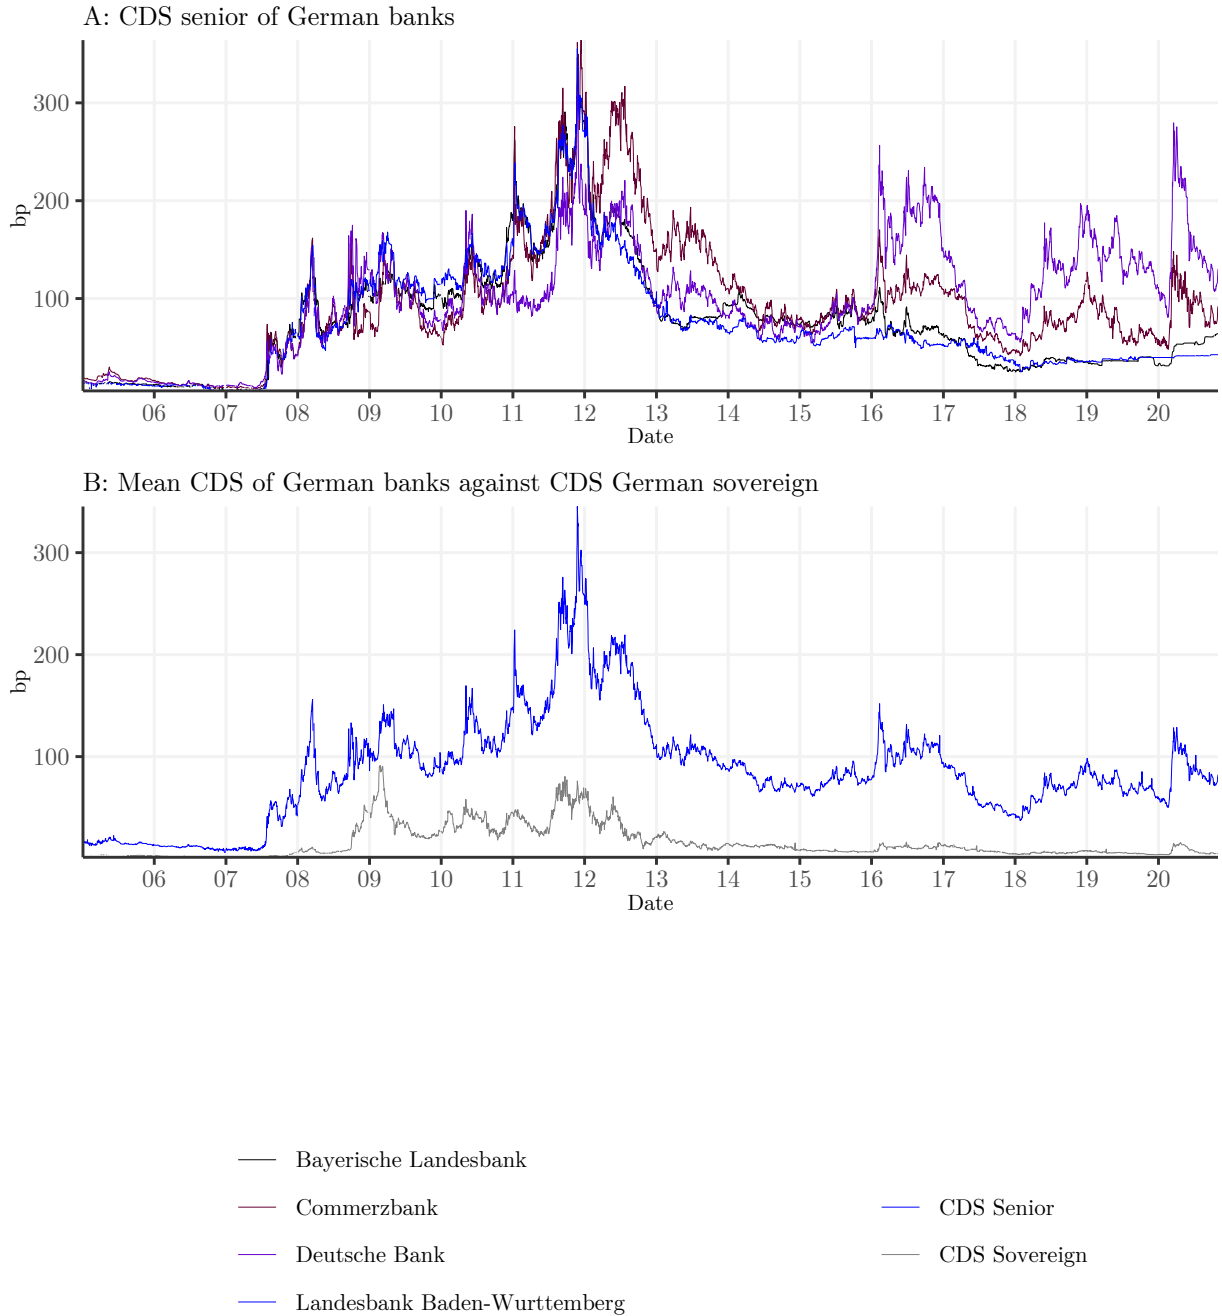 A: CDS senior of German banks
300
200
100
bp
06 07 08 09 10 11 12 13 14 15 16 17 18 19 20
Date
B: Mean CDS of German banks against CDS German sovereign
300
200
100
bp
06 07 08 09 10 11 12 13 14 15 16 17 18 19 20
Date
Bayerische Landesbank
Commerzbank
Deutsche Bank
Landesbank Baden-Wurttemberg
CDS Senior
CDS Sovereign